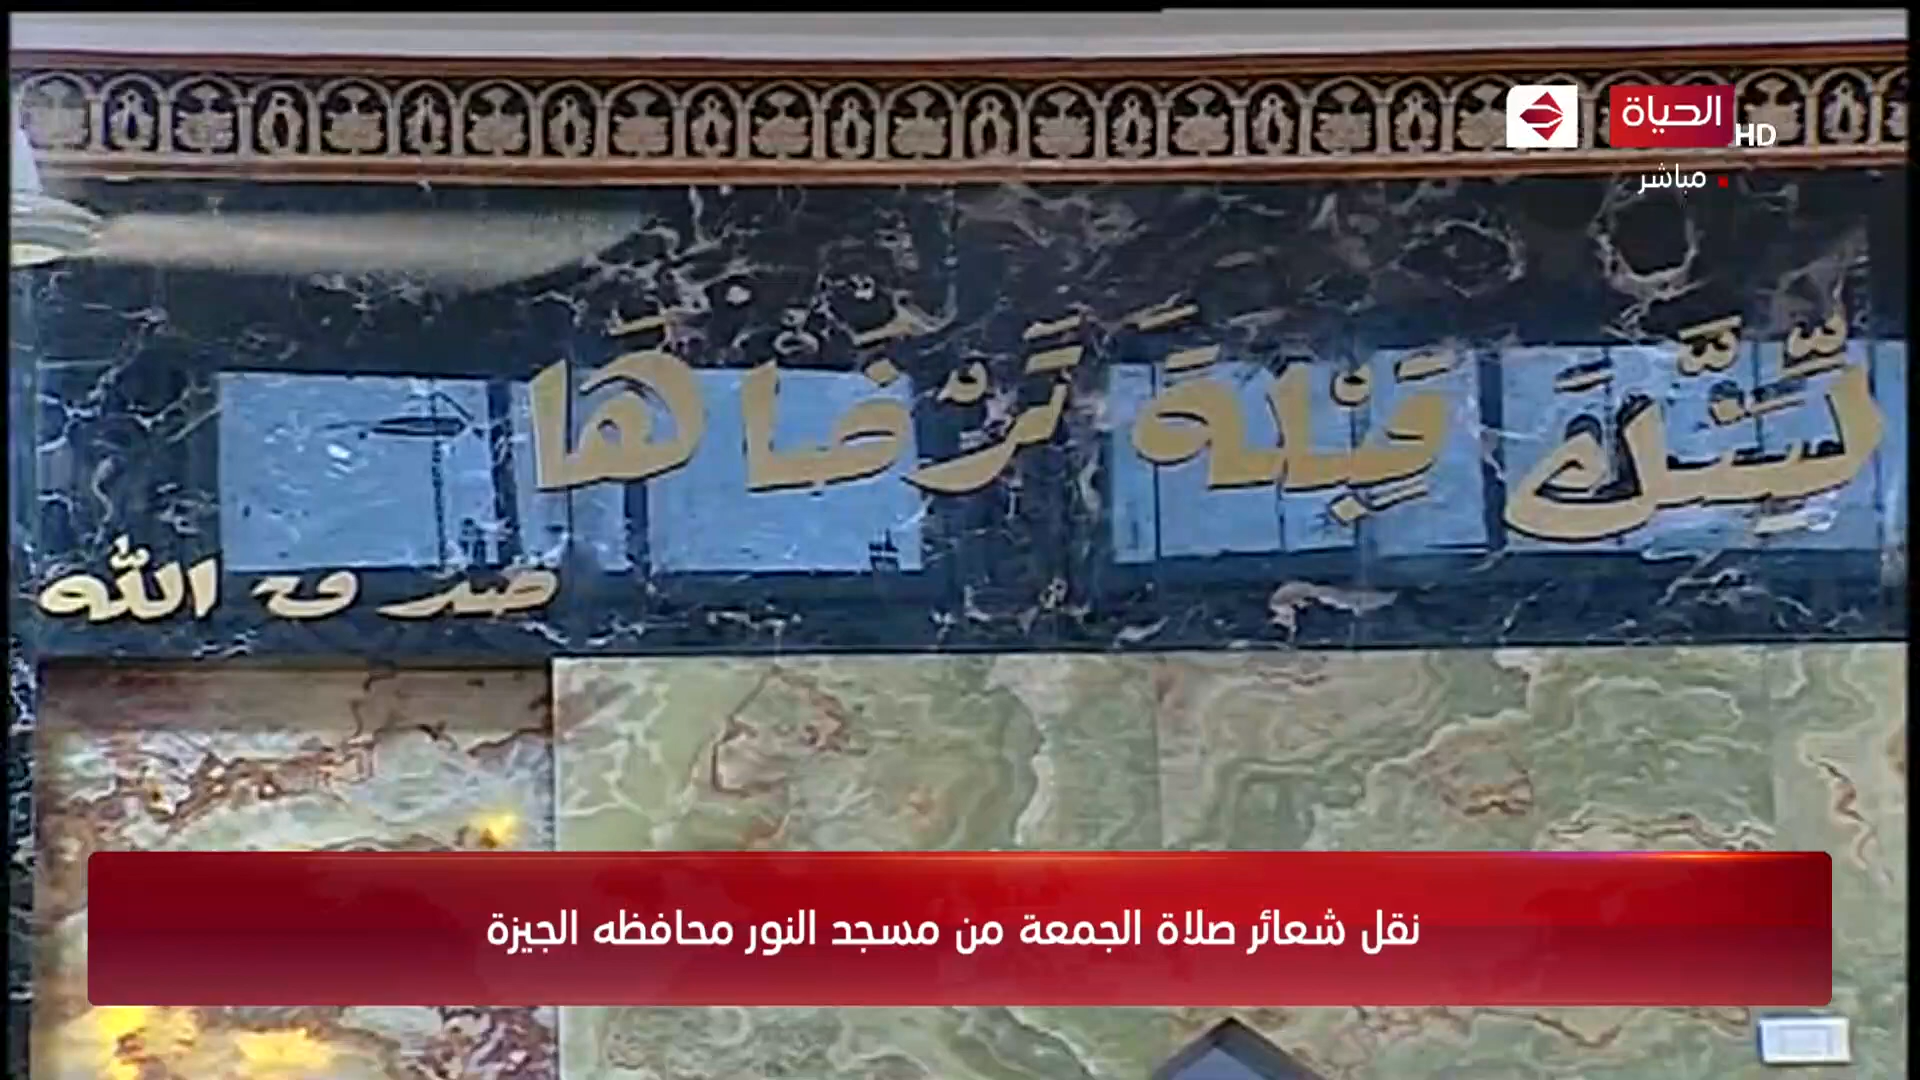 الحياة
HD
مباشر
لِيَنَّكَ قِبْلَةً تَرْضَاهَا
صدق الله
نقل شعائر صلاة الجمعة من مسجد النور محافظه الجيزة